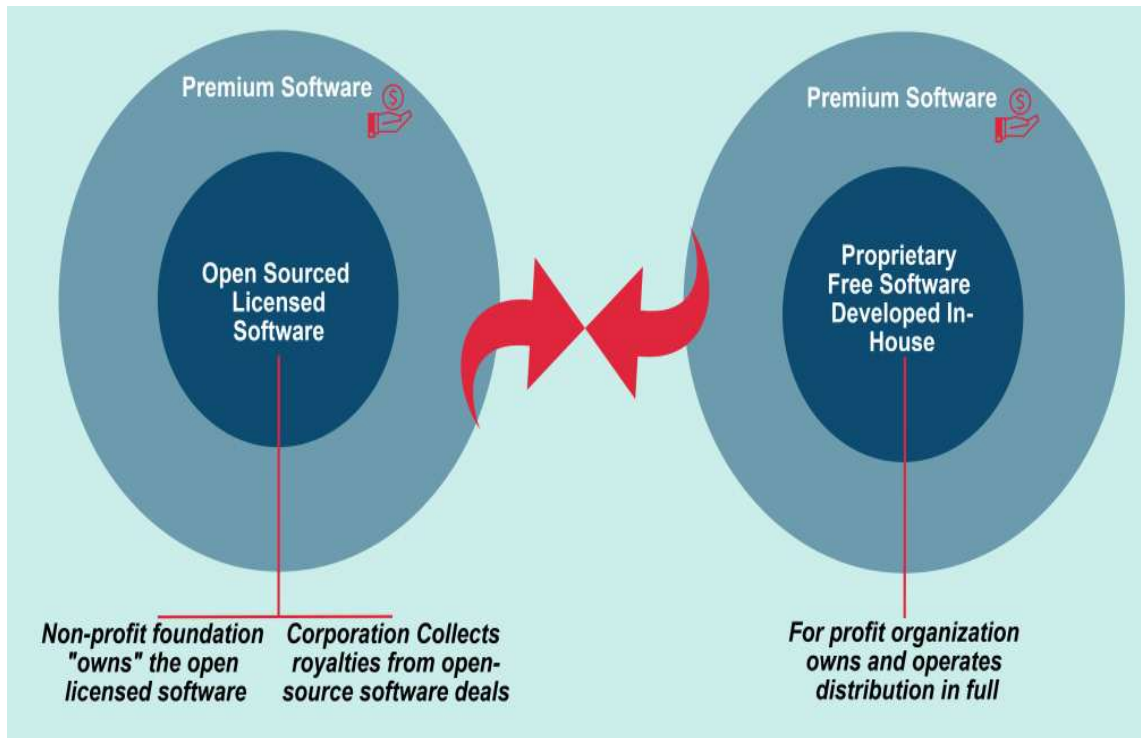 Premium Software
$
Open Sourced
Licensed
Software
Non-profit foundation
"owns" the open
licensed software
Corporation Collects
royalties from open-
source software deals
Premium Software
$
Proprietary
Free Software
Developed In-
House
For profit organization
owns and operates
distribution in full